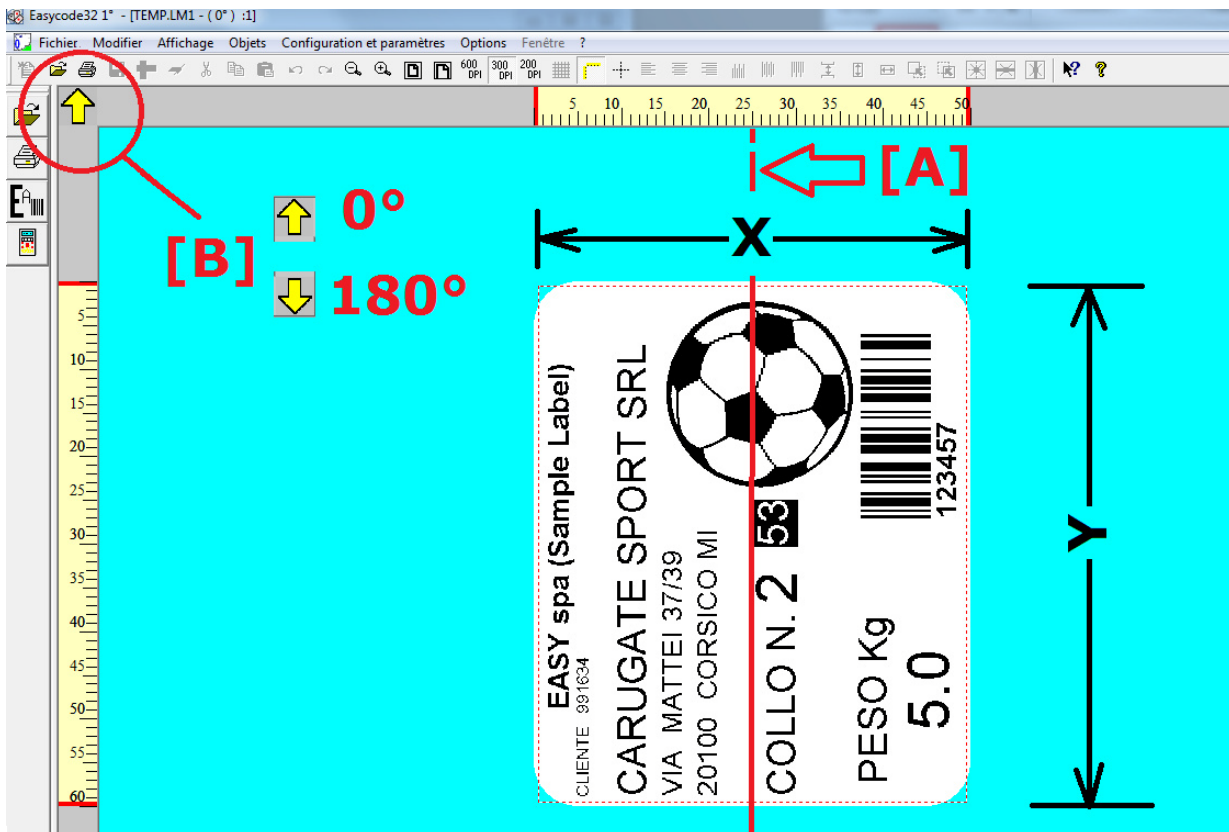 Easycode32 1° - [TEMP.LM1 - ( 0° ) :1]
Fichier Modifier Affichage Objets Configuration et paramètres Options Fenêtre ?
600 DPI 300 DPI 200 DPI
5 10 15 20 25 30 35 40 45 50
[A]
[B]
0°
180°
X
Y
5
10
15
20
25
30
35
40
45
50
55
60
EASY spa (Sample Label)
CLIENTE 991634
CARUGATE SPORT SRL
VIA MATTEI 37/39
20100 CORSICO MI
COLLO N. 2 53
PESO Kg
5.0
123457